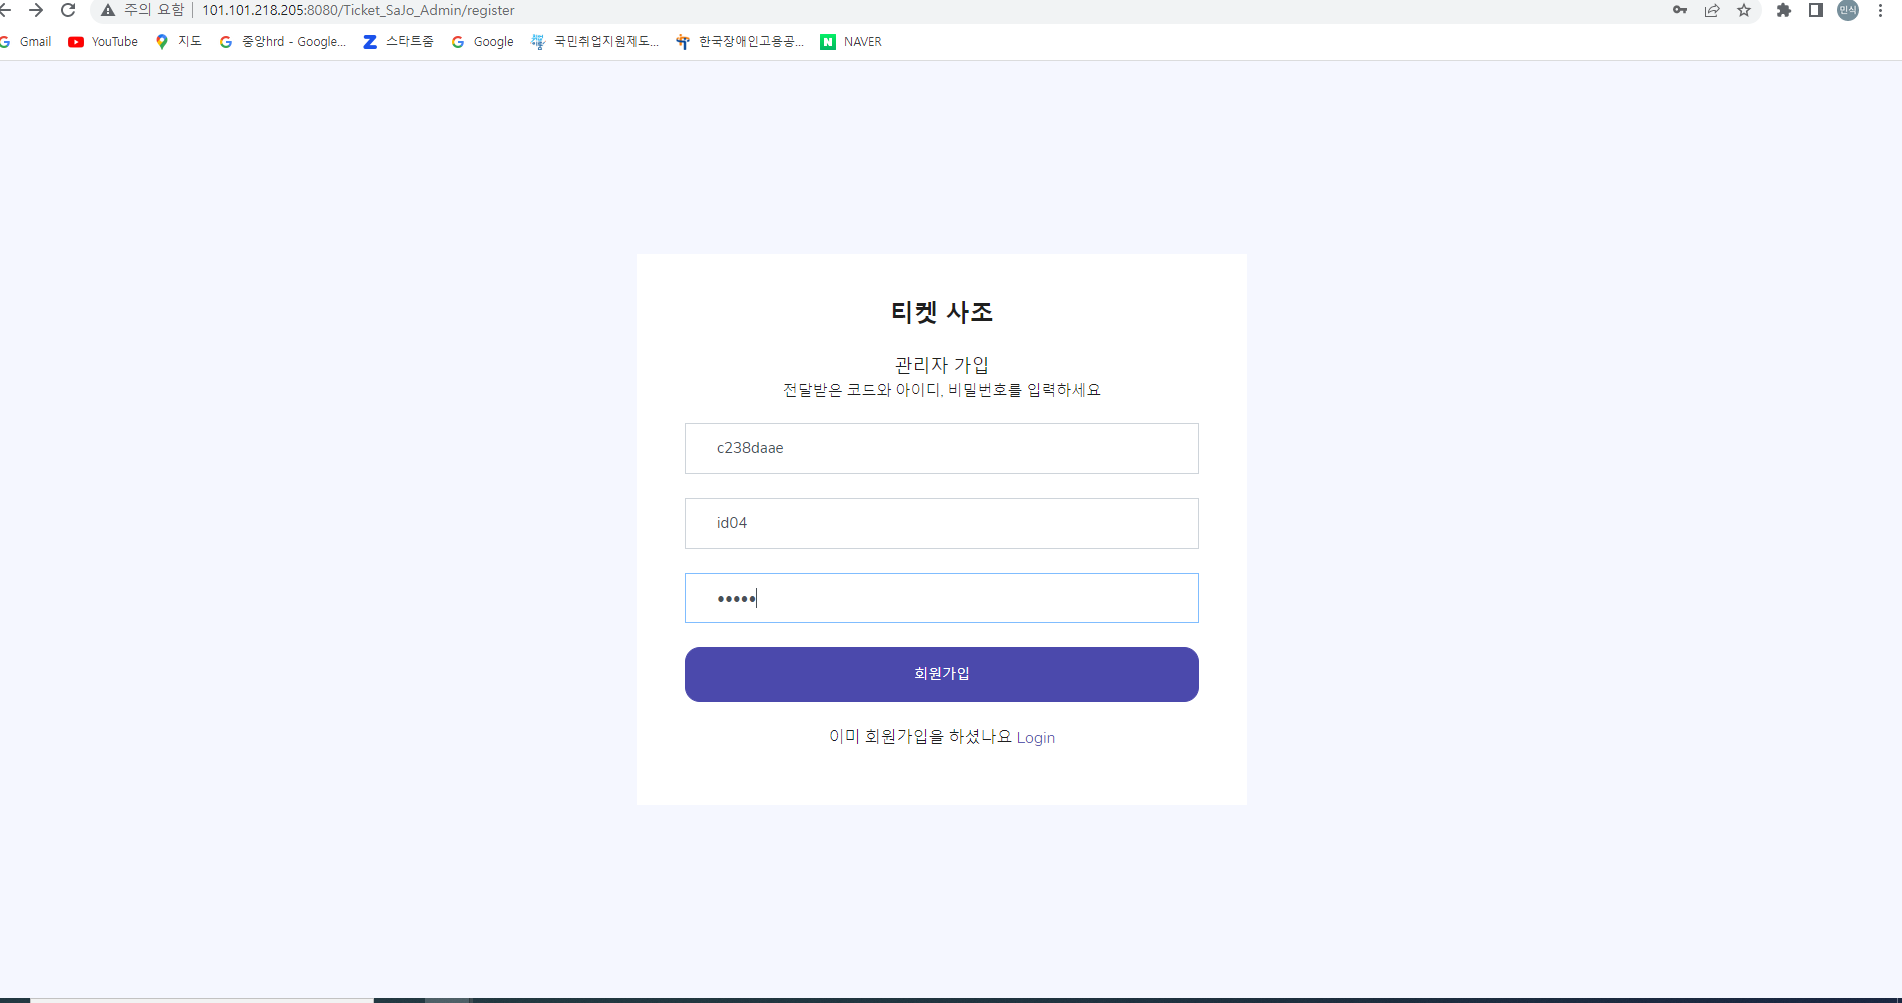 주의 요함 101.101.218.205:8080/Ticket_SaJo_Admin/register 민식
Gmail YouTube 지도 중앙hrd - Google... 스타트줌 Google 국민취업지원제도... 한국장애인고용공... NAVER
티켓 사조
관리자 가입
전달받은 코드와 아이디, 비밀번호를 입력하세요
c238daae
id04
•••••
회원가입
이미 회원가입을 하셨나요 Login